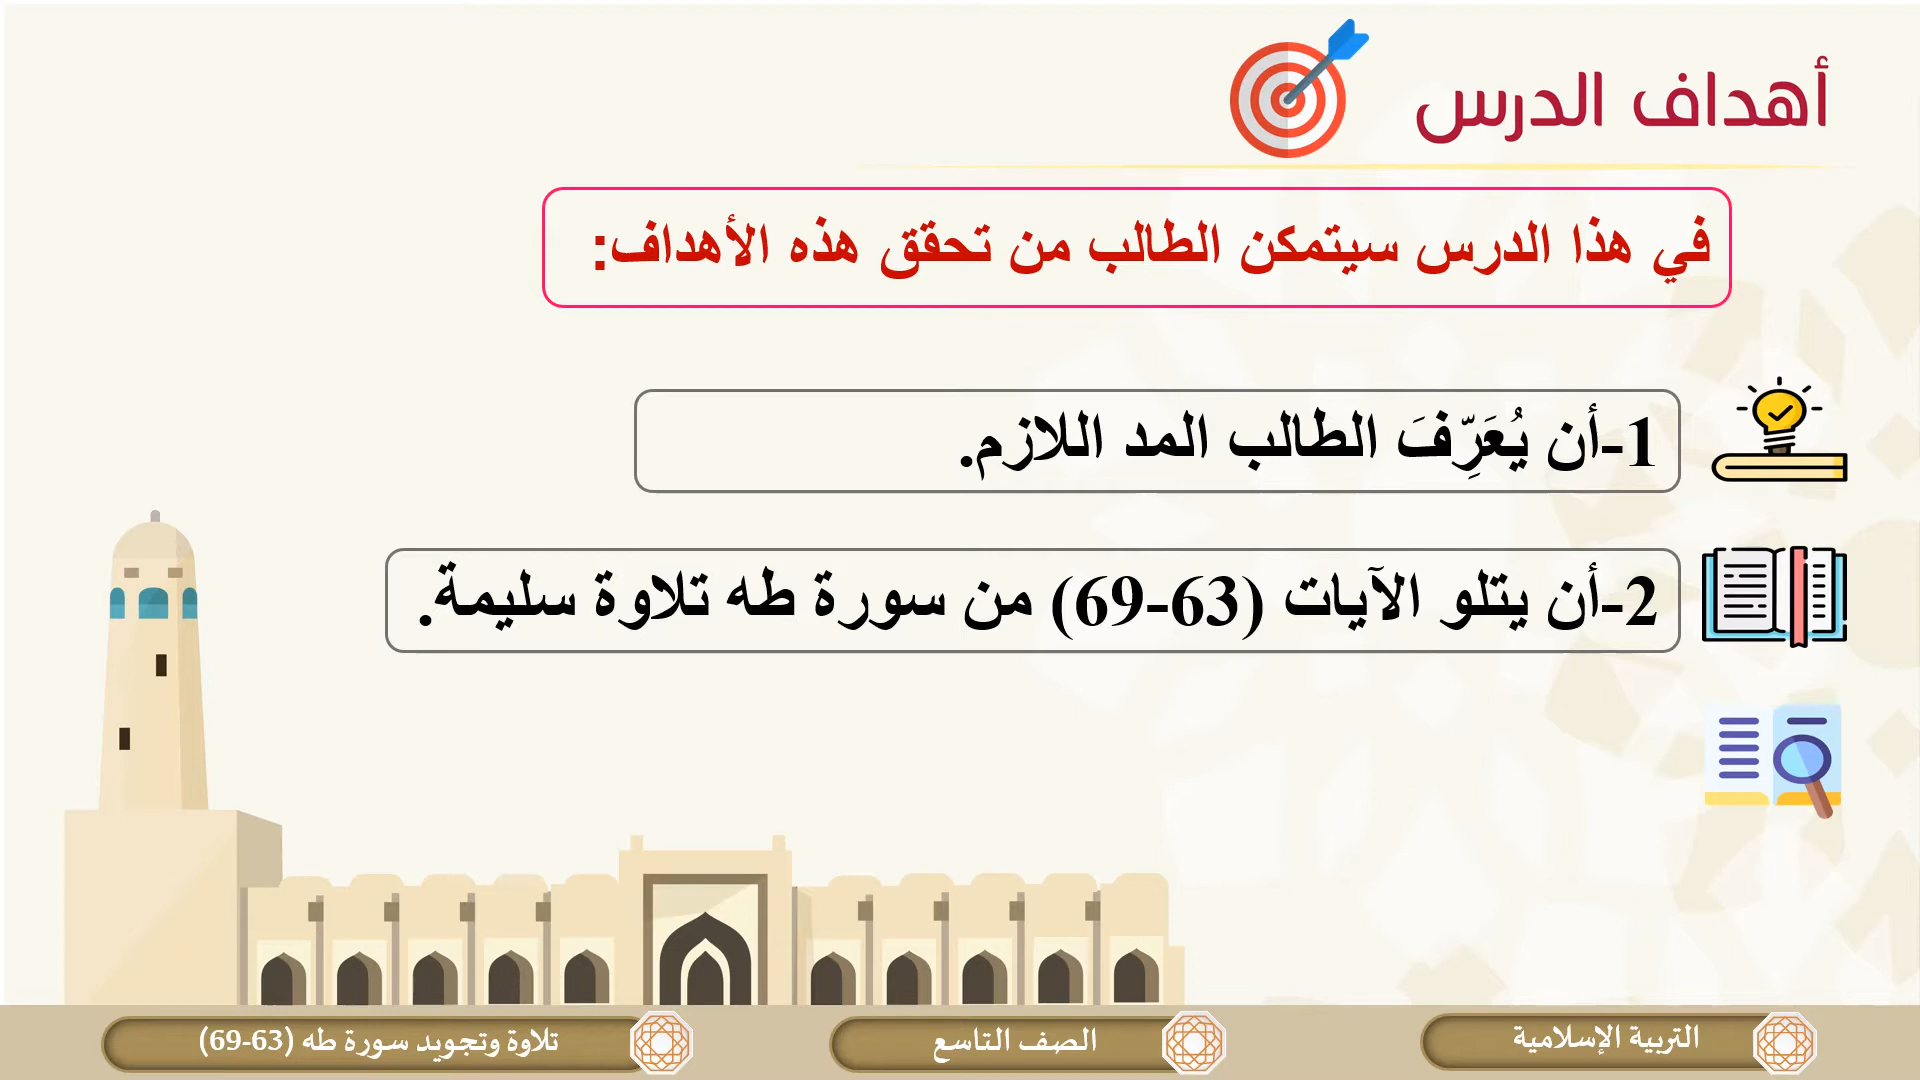 أهداف الدرس
في هذا الدرس سيتمكن الطالب من تحقق هذه الأهداف:
1-أن يُعَرِّفَ الطالب المد اللازم.
2-أن يتلو الآيات (63-69) من سورة طه تلاوة سليمة.
التربية الإسلامية
الصف التاسع
تلاوة وتجويد سورة طه (63-69)